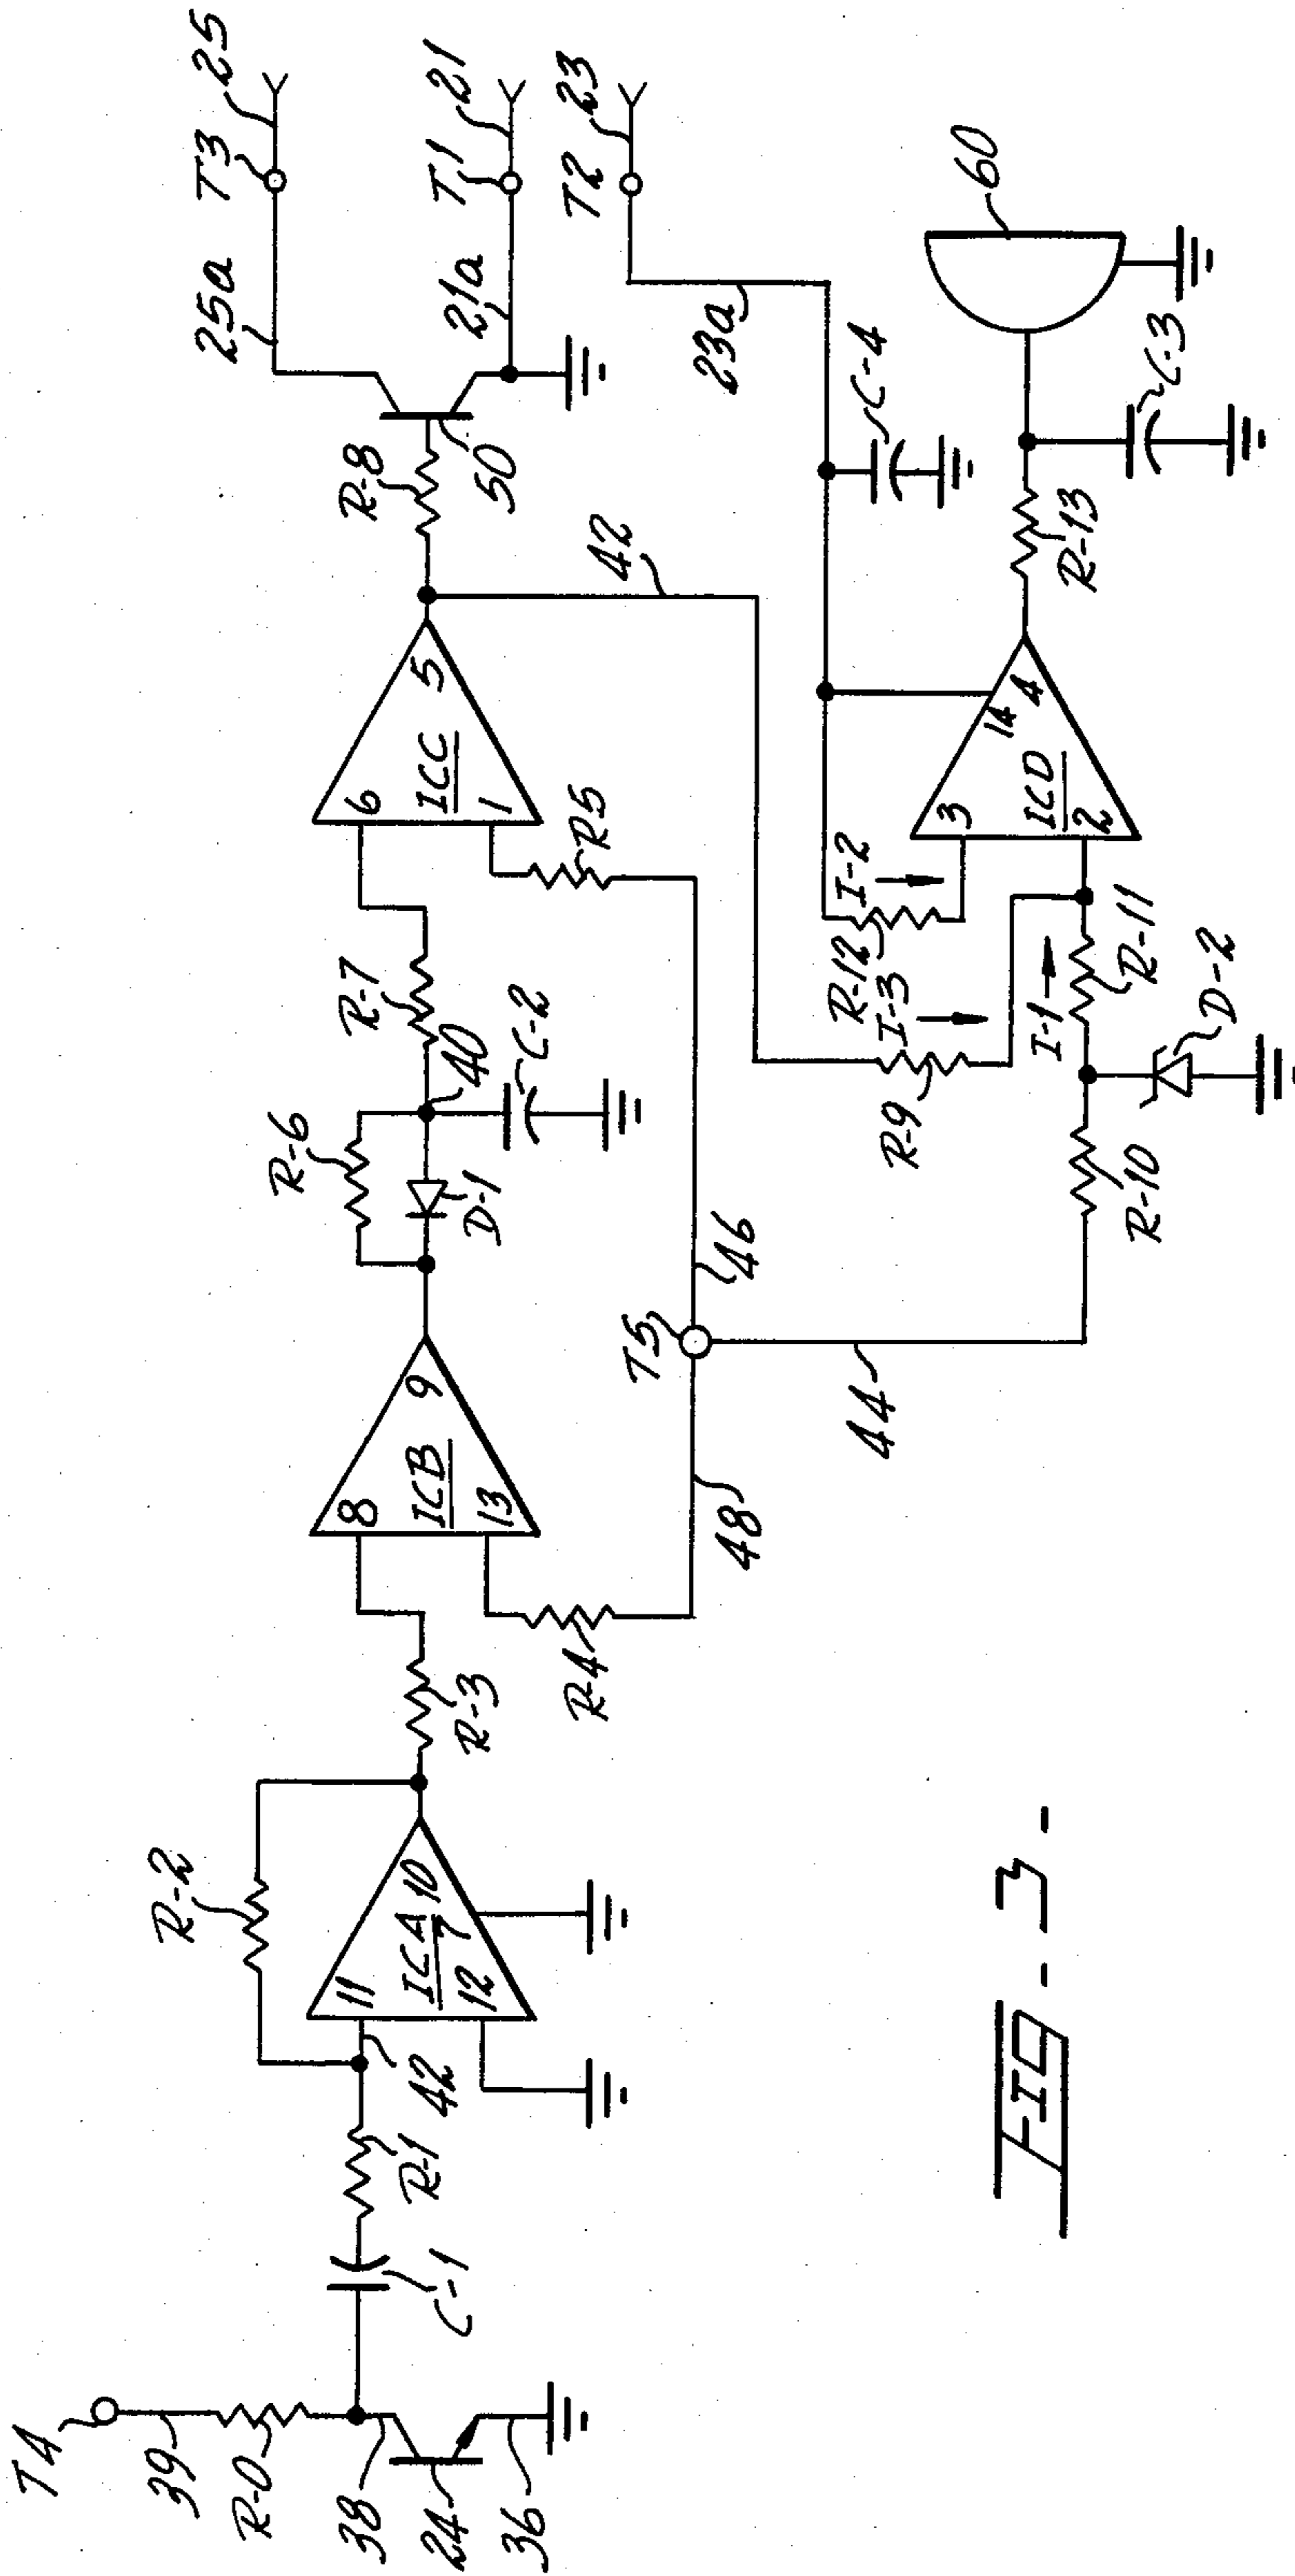 T4
39
R-0
38
24
36
C-1
R-1
42
R-2
11
ICA
10
7
12
R-3
R4
8
ICB
9
13
48
T5
46
44
R-6
D-1
40
C-2
R-7
R5
6
ICC
5
1
42
R-8
50
25a
T3
25
21a
T1
21
T2
23
23a
C-4
R-9
I-3
R-12
I-2
R-10
I-1
R-11
D-2
3
ICD
14
4
2
R-13
C-3
60
FIG-3-